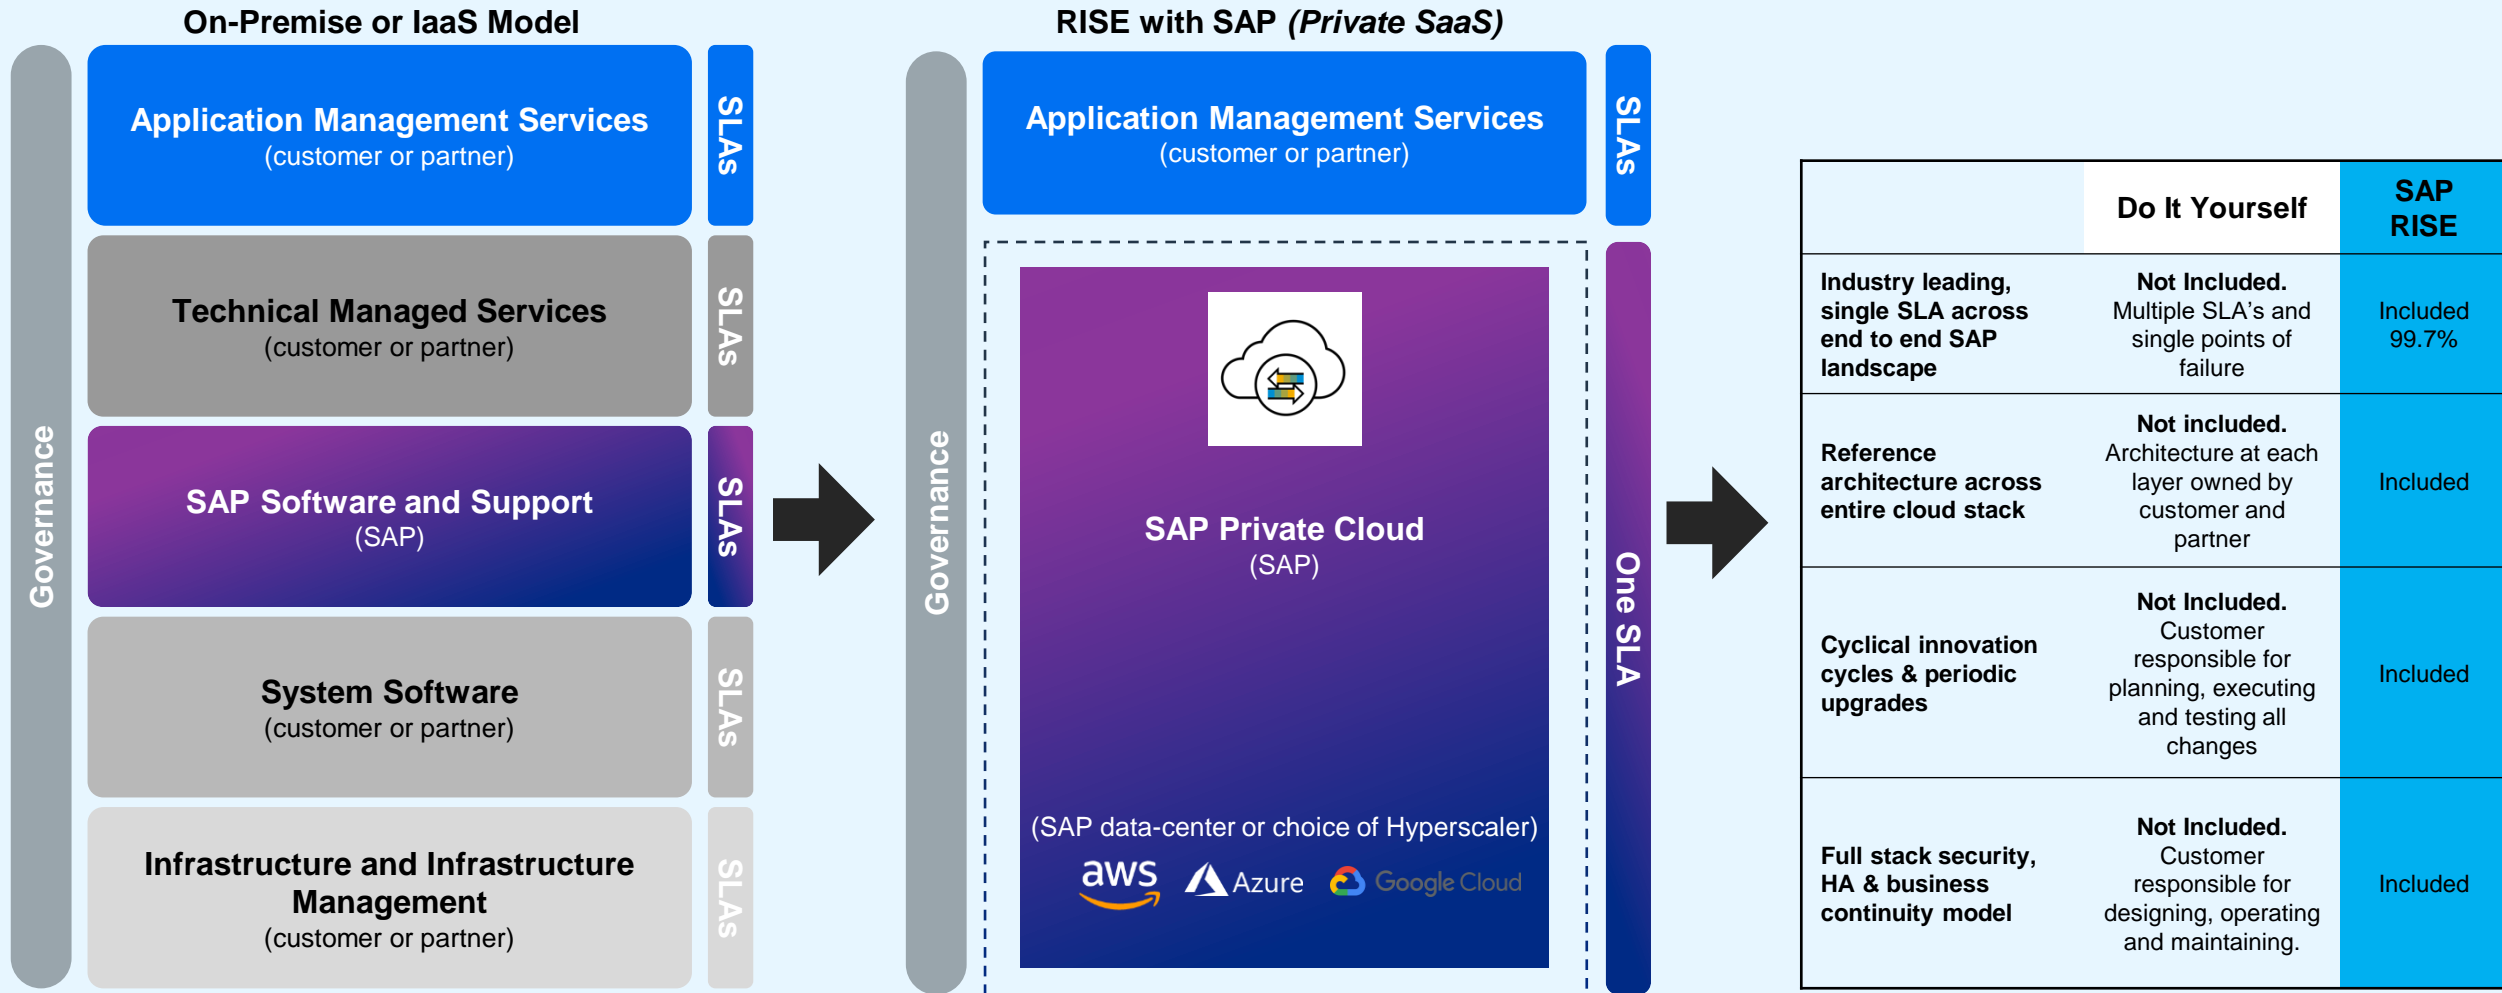 On-Premise or IaaS Model
Governance
Application Management Services
(customer or partner)
SLAs
Technical Managed Services
(customer or partner)
SLAs
SAP Software and Support
(SAP)
SLAs
System Software
(customer or partner)
SLAs
Infrastructure and Infrastructure
Management
(customer or partner)
SLAs
RISE with SAP (Private SaaS)
Governance
Application Management Services
(customer or partner)
SLAs
SAP Private Cloud
(SAP)
(SAP data-center or choice of Hyperscaler)
aws
Azure
Google Cloud
One SLA
Do It Yourself
SAP
RISE
Industry leading,
single SLA across
end to end SAP
landscape
Not Included.
Multiple SLA’s and
single points of
failure
Included
99.7%
Reference
architecture across
entire cloud stack
Not included.
Architecture at each
layer owned by
customer and
partner
Included
Cyclical innovation
cycles & periodic
upgrades
Not Included.
Customer
responsible for
planning, executing
and testing all
changes
Included
Full stack security,
HA & business
continuity model
Not Included.
Customer
responsible for
designing, operating
and maintaining.
Included